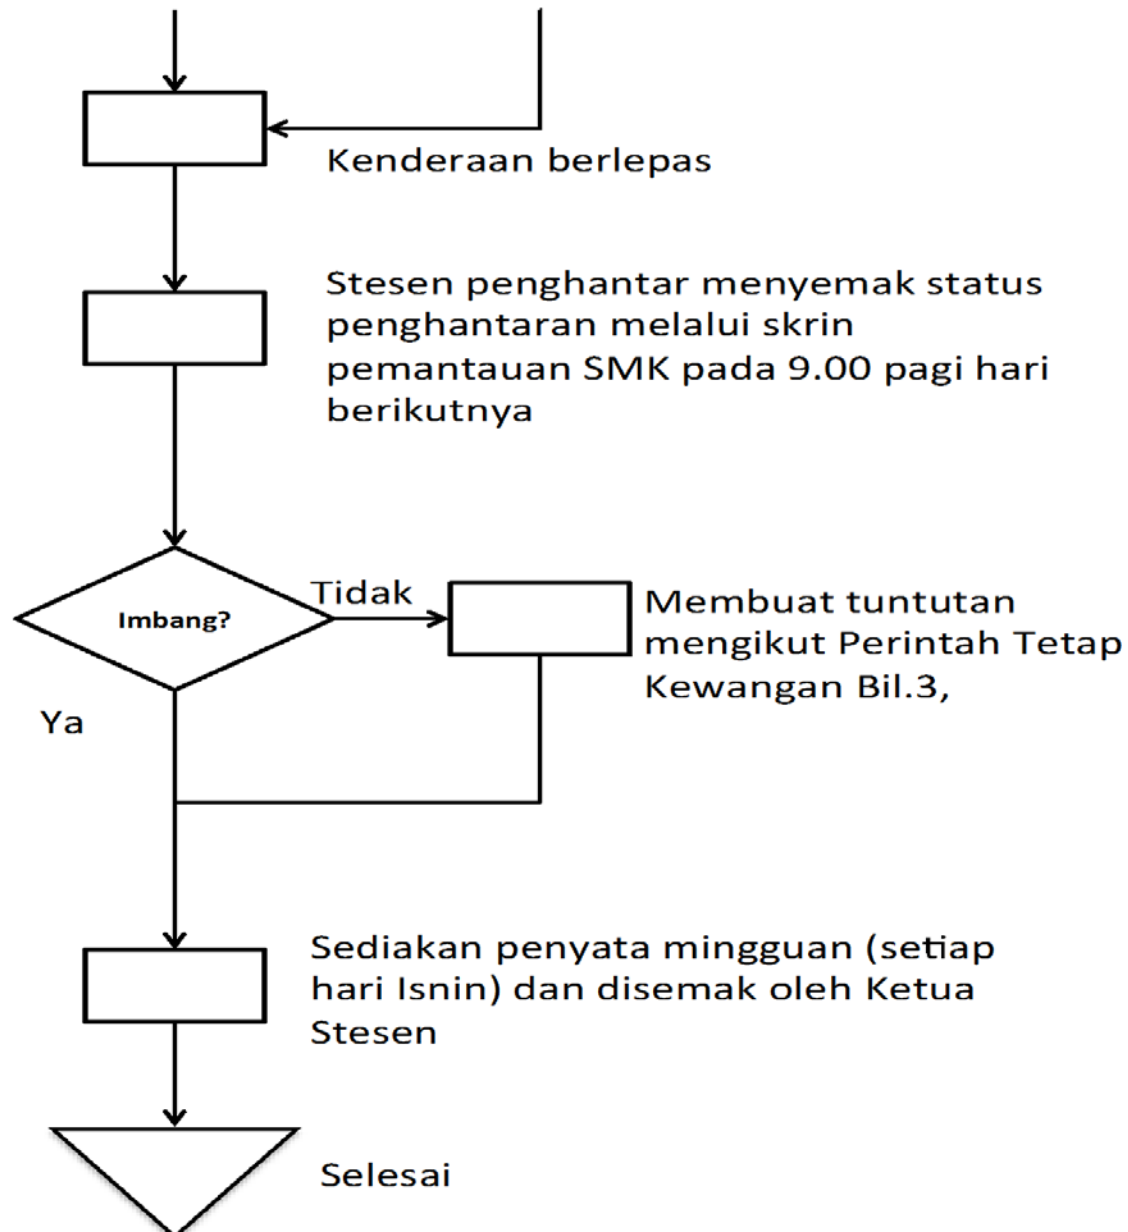 Kenderaan berlepas
Stesen penghantar menyemak status
penghantaran melalui skrin
pemantauan SMK pada 9.00 pagi hari
berikutnya
Imbang?
Tidak
Membuat tuntutan
mengikut Perintah Tetap
Kewangan Bil.3,
Ya
Sediakan penyata mingguan (setiap
hari Isnin) dan disemak oleh Ketua
Stesen
Selesai